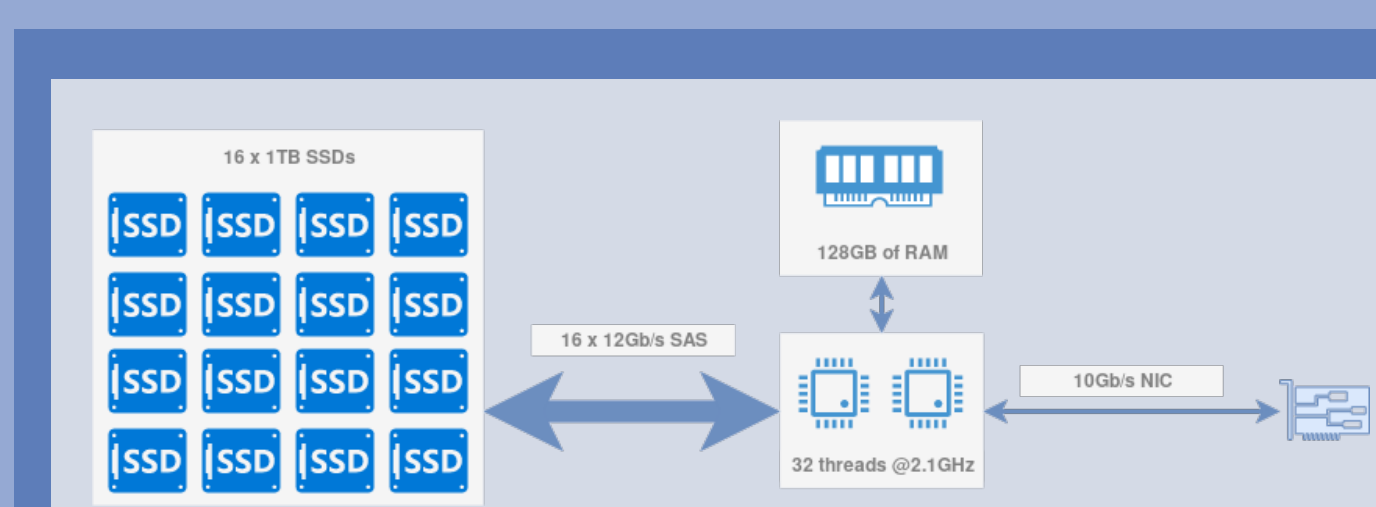 16 x 1TB SSDs
SSD SSD SSD SSD
SSD SSD SSD SSD
SSD SSD SSD SSD
SSD SSD SSD SSD
16 x 12Gb/s SAS
128GB of RAM
32 threads @2.1GHz
10Gb/s NIC